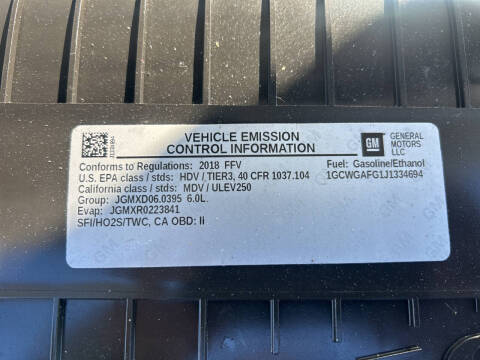 VEHICLE EMISSION
CONTROL INFORMATION
GM
GENERAL
MOTORS
LLC
Conforms to Regulations: 2018 FFV
Fuel: Gasoline/Ethanol
U.S. EPA class / stds: HDV / TIER3, 40 CFR 1037.104
1GCWGAFG1J1334694
California class / stds: MDV / ULEV250
Group: JGMXD06.0395 6.0L.
Evap: JGMXR0223841
SFI/HO2S/TWC, CA OBD: Ii